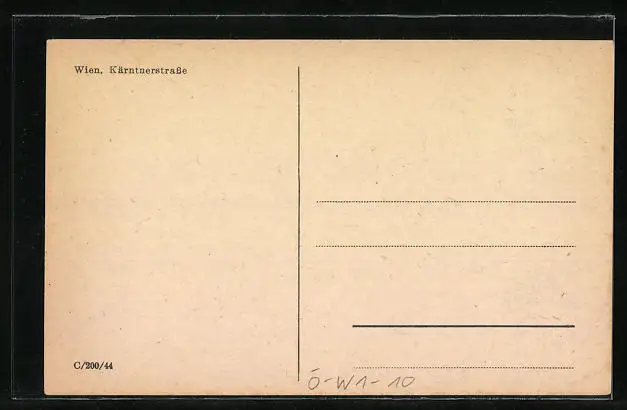 Wien, Kärntnerstraße
C/200/44
Ö-W1-10